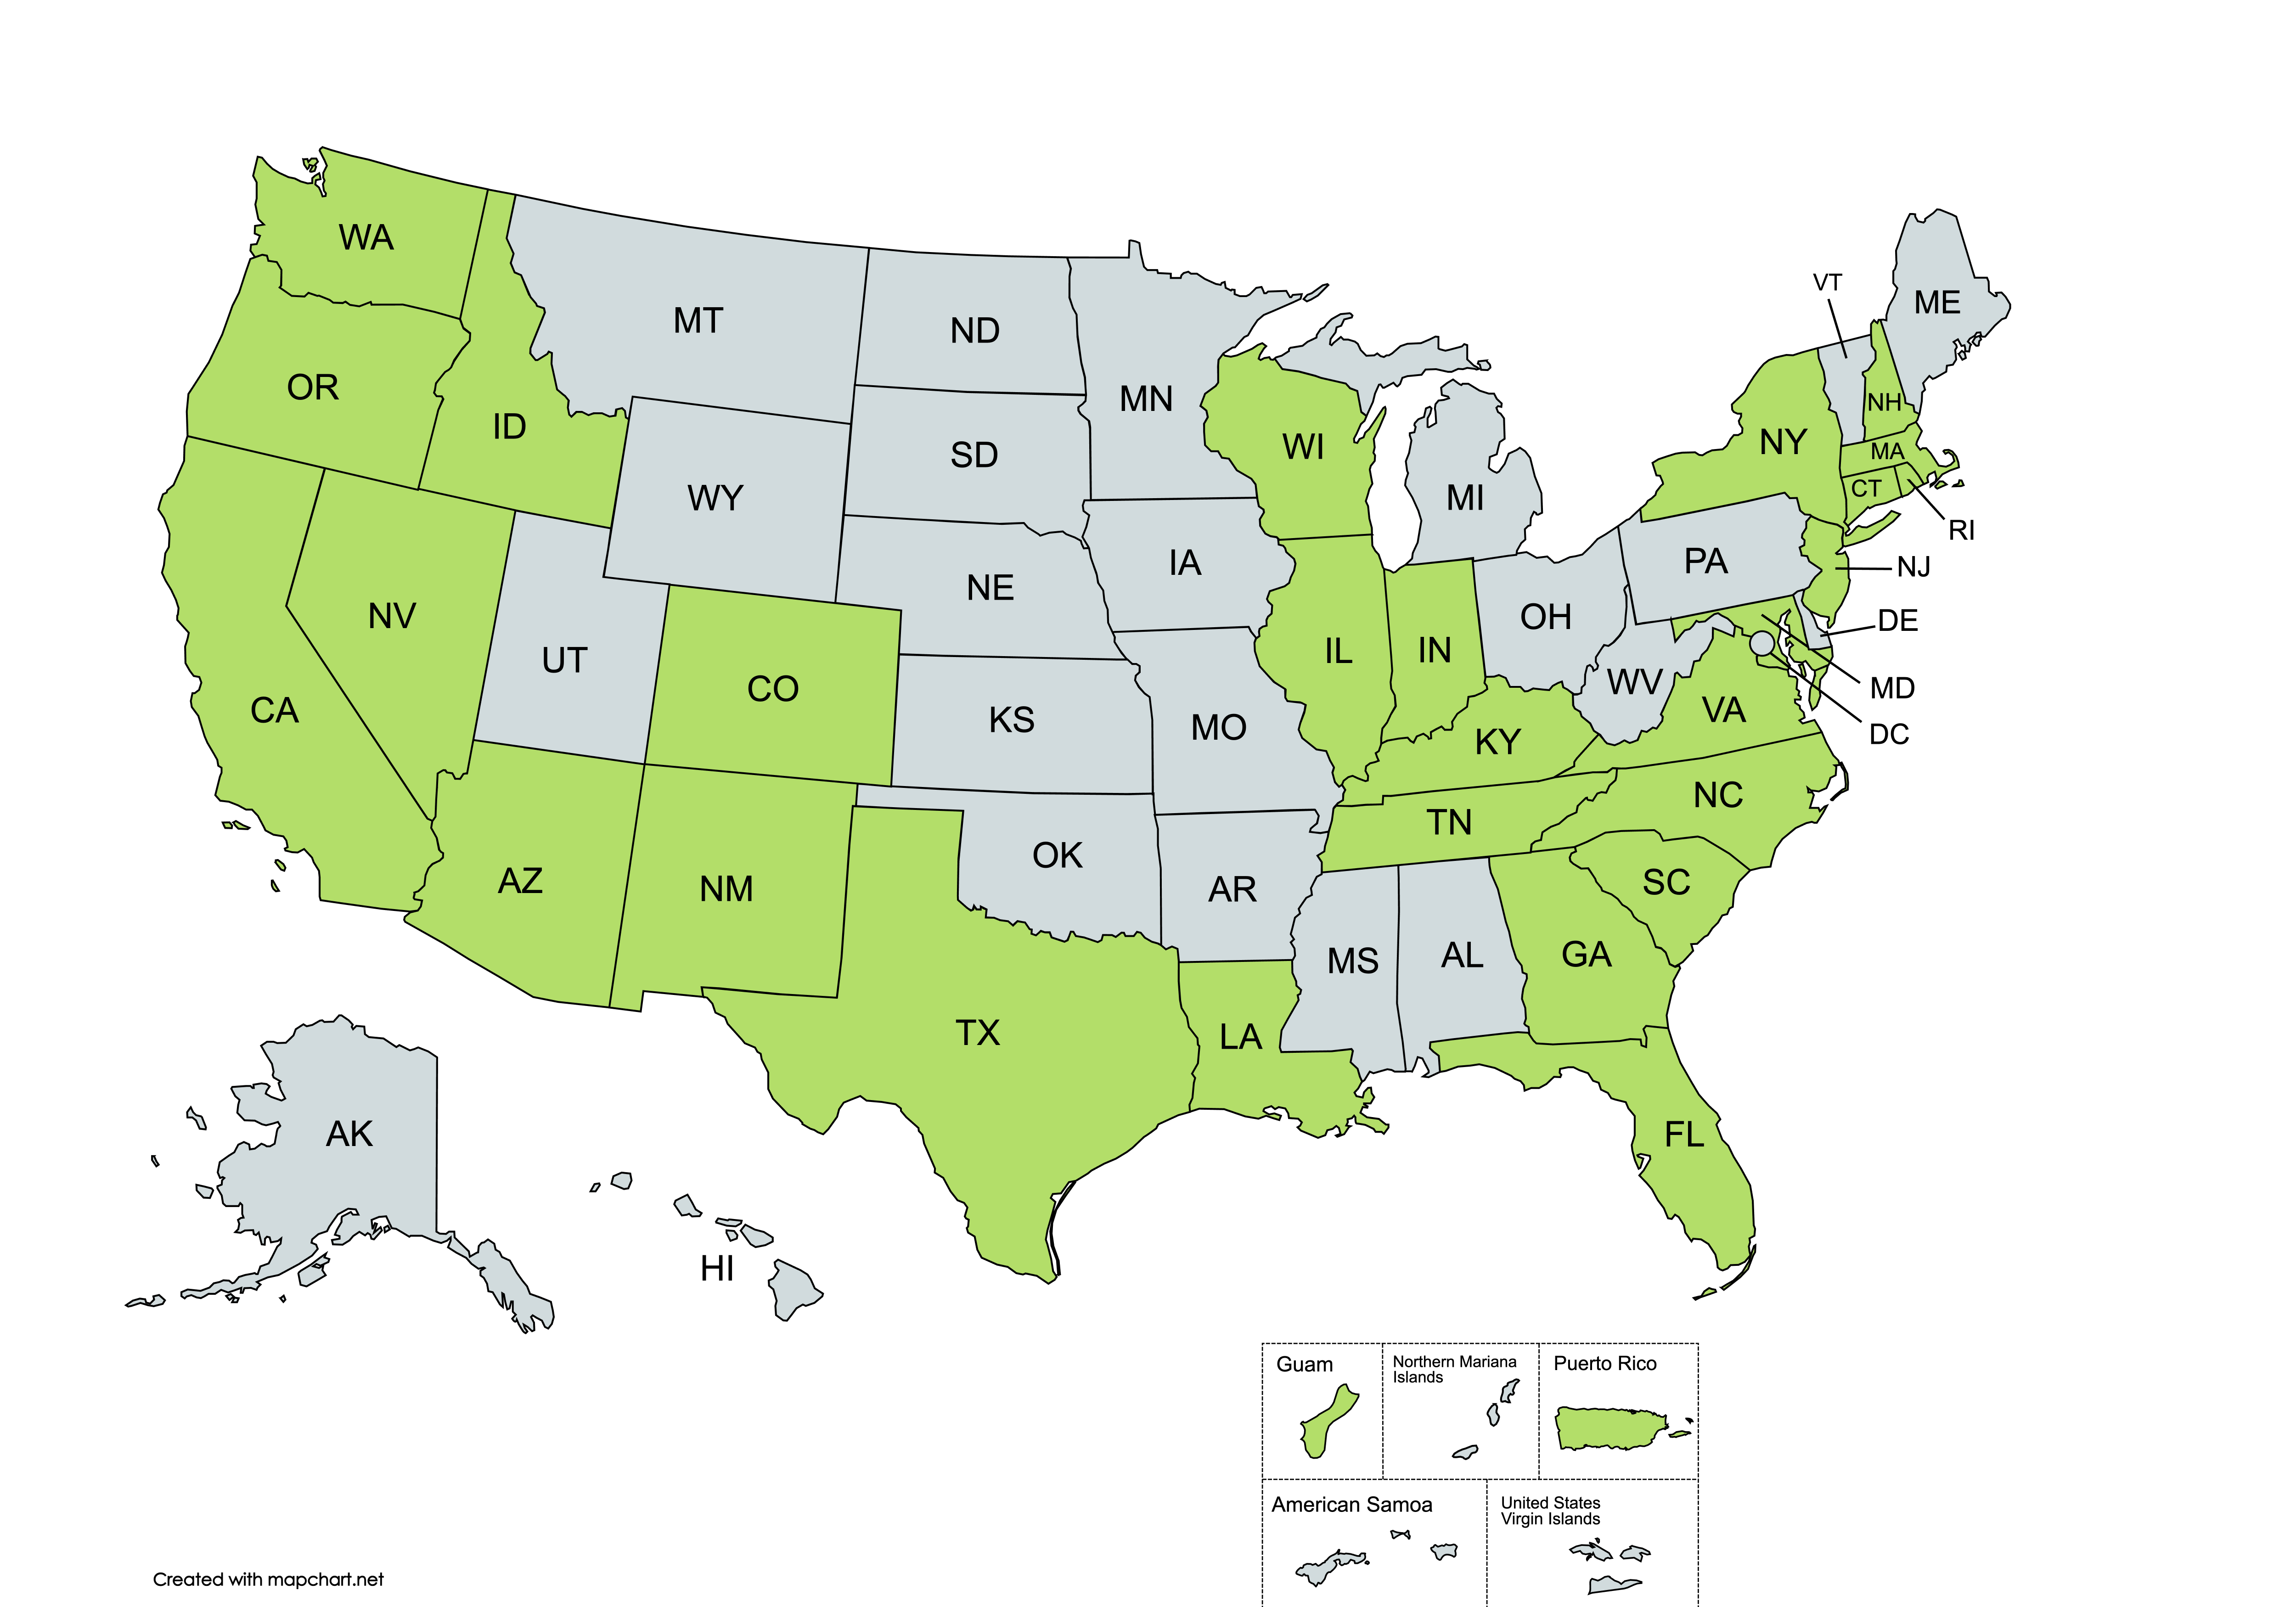 WA
VT
ME
MT
ND
OR
MN
ID
NH
NY
WI
MA
SD
CT
WY
MI
RI
PA
IA
NJ
NE
NV
OH
DE
IL
IN
UT
WV
CO
MD
CA
VA
KS
MO
DC
KY
NC
TN
OK
AZ
SC
NM
AR
GA
AL
MS
TX
LA
AK
FL
HI
Guam
Northern Mariana
Islands
Puerto Rico
American Samoa
United States
Virgin Islands
Created with mapchart.net